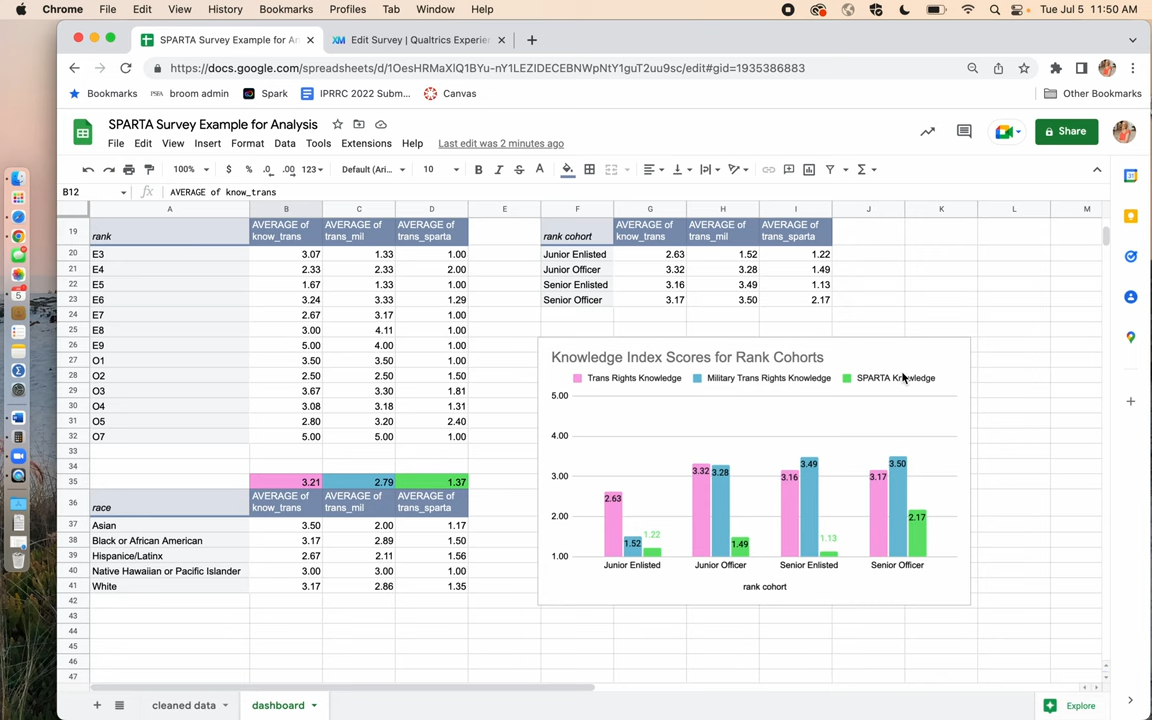 Chrome File Edit View History Bookmarks Profiles Tab Window Help Tue Jul 5 11:50 AM
SPARTA Survey Example for An
XM Edit Survey | Qualtrics Experie
https://docs.google.com/spreadsheets/d/1OesHRMaXlQ1BYu-nY1LEZIDECEBNWpNtY1guT2uu9sc/edit#gid=1935386883
Bookmarks broom admin Spark IPRRC 2022 Subm... Canvas Other Bookmarks
SPARTA Survey Example for Analysis
File Edit View Insert Format Data Tools Extensions Help Last edit was 2 minutes ago
Share
100% $ % .0 .00 123 Default (Ari... 10 B I S A
B12 fx AVERAGE of know_trans
A B C D E F G H I J K L M
19 rank AVERAGE of know_trans AVERAGE of trans_mil AVERAGE of trans_sparta rank cohort AVERAGE of know_trans AVERAGE of trans_mil AVERAGE of trans_sparta
20 E3 3.07 1.33 1.00 Junior Enlisted 2.63 1.52 1.22
21 E4 2.33 2.33 2.00 Junior Officer 3.32 3.28 1.49
22 E5 1.67 1.33 1.00 Senior Enlisted 3.16 3.49 1.13
23 E6 3.24 3.33 1.29 Senior Officer 3.17 3.50 2.17
24 E7 2.67 3.17 1.00
25 E8 3.00 4.11 1.00
26 E9 5.00 4.00 1.00
27 O1 3.50 3.50 1.00
28 O2 2.50 2.50 1.50
29 O3 3.67 3.30 1.81
30 O4 3.08 3.18 1.31
31 O5 2.80 3.20 2.40
32 O7 5.00 5.00 1.00
33
34
35 3.21 2.79 1.37
36 race AVERAGE of know_trans AVERAGE of trans_mil AVERAGE of trans_sparta
37 Asian 3.50 2.00 1.17
38 Black or African American 3.17 2.89 1.50
39 Hispanice/Latinx 2.67 2.11 1.56
40 Native Hawaiian or Pacific Islander 3.00 3.00 1.00
41 White 3.17 2.86 1.35
42
43
44
45
46
47
Knowledge Index Scores for Rank Cohorts
Trans Rights Knowledge Military Trans Rights Knowledge SPARTA Knowledge
5.00
4.00
3.00
2.00
1.00
2.63 1.52 1.22 3.32 3.28 1.49 3.16 3.49 1.13 3.17 3.50 2.17
Junior Enlisted Junior Officer Senior Enlisted Senior Officer
rank cohort
cleaned data dashboard Explore